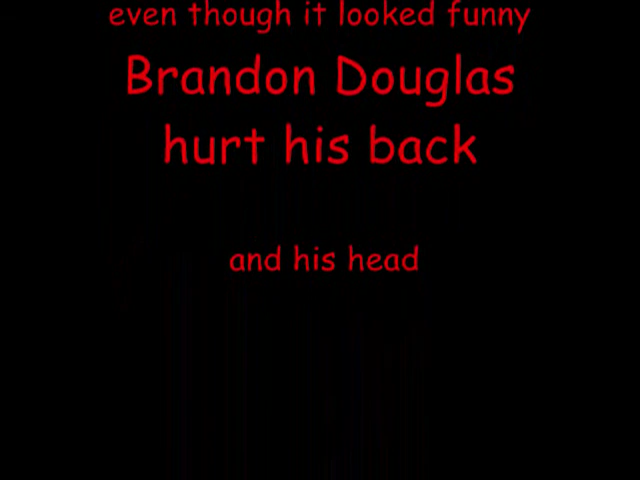 even though it looked funny
Brandon Douglas
hurt his back
and his head